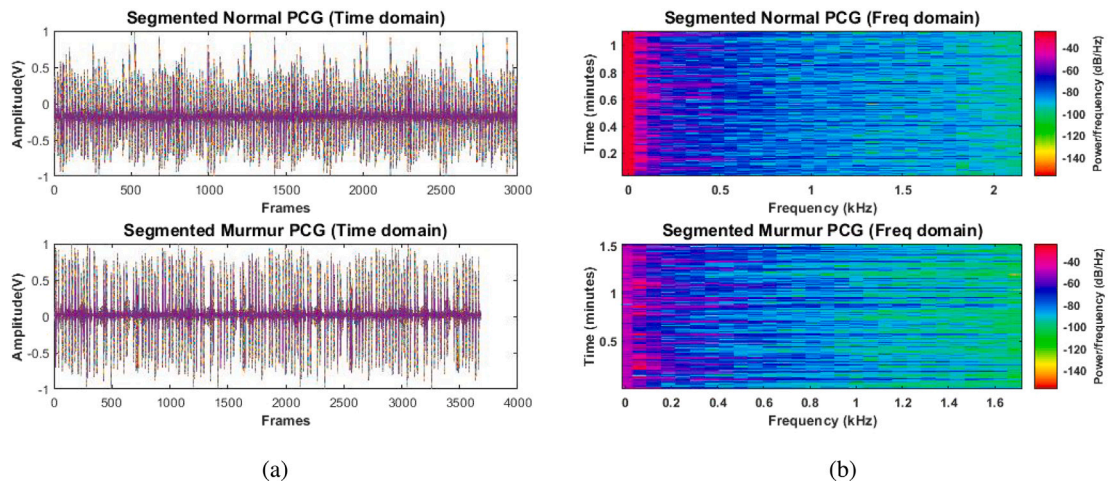 Segmented Normal PCG (Time domain)
Amplitude(V)
1
0.5
0
-0.5
-1
0 500 1000 1500 2000 2500 3000
Frames
Segmented Normal PCG (Freq domain)
Time (minutes)
1
0.8
0.6
0.4
0.2
0 0.5 1 1.5 2
Frequency (kHz)
-40
-60
-80
-100
-120
-140
Power/frequency (dB/Hz)
Segmented Murmur PCG (Time domain)
Amplitude(V)
1
0.5
0
-0.5
-1
0 500 1000 1500 2000 2500 3000 3500 4000
Frames
Segmented Murmur PCG (Freq domain)
Time (minutes)
1.5
1
0.5
0 0.2 0.4 0.6 0.8 1 1.2 1.4 1.6
Frequency (kHz)
-40
-60
-80
-100
-120
-140
Power/frequency (dB/Hz)
(a)
(b)